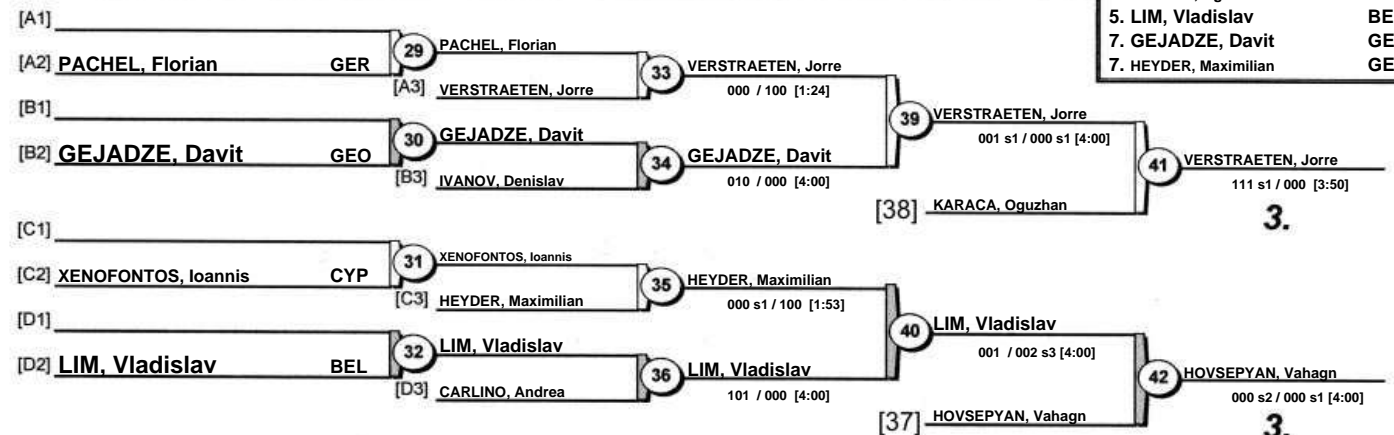 5. LIM, Vladislav BE
7. GEJADZE, Davit GE
7. HEYDER, Maximilian GE
[A1]
[A2] PACHEL, Florian GER
29
PACHEL, Florian
[A3] VERSTRAETEN, Jorre
33
VERSTRAETEN, Jorre
000 / 100 [1:24]
[B1]
[B2] GEJADZE, Davit GEO
30
GEJADZE, Davit
[B3] IVANOV, Denislav
34
GEJADZE, Davit
010 / 000 [4:00]
39
VERSTRAETEN, Jorre
001 s1 / 000 s1 [4:00]
[38] KARACA, Oguzhan
41
VERSTRAETEN, Jorre
111 s1 / 000 [3:50]
3.
[C1]
[C2] XENOFONTOS, Ioannis CYP
31
XENOFONTOS, Ioannis
[C3] HEYDER, Maximilian
35
HEYDER, Maximilian
000 s1 / 100 [1:53]
[D1]
[D2] LIM, Vladislav BEL
32
LIM, Vladislav
[D3] CARLINO, Andrea
36
LIM, Vladislav
101 / 000 [4:00]
40
LIM, Vladislav
001 / 002 s3 [4:00]
[37] HOVSEPYAN, Vahagn
42
HOVSEPYAN, Vahagn
000 s2 / 000 s1 [4:00]
3.